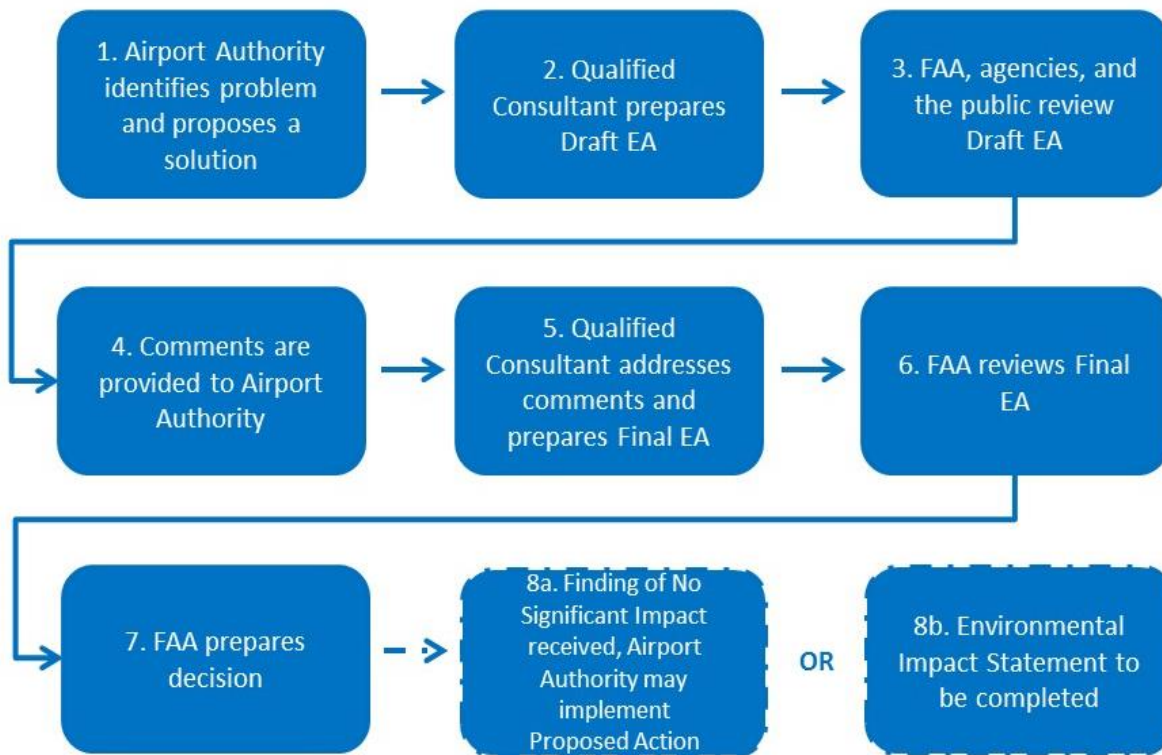 1. Airport Authority
identifies problem
and proposes a
solution
2. Qualified
Consultant prepares
Draft EA
3. FAA, agencies, and
the public review
Draft EA
4. Comments are
provided to Airport
Authority
5. Qualified
Consultant addresses
comments and
prepares Final EA
6. FAA reviews Final
EA
7. FAA prepares
decision
8a. Finding of No
Significant Impact
received, Airport
Authority may
implement
Proposed Action
OR
8b. Environmental
Impact Statement to
be completed